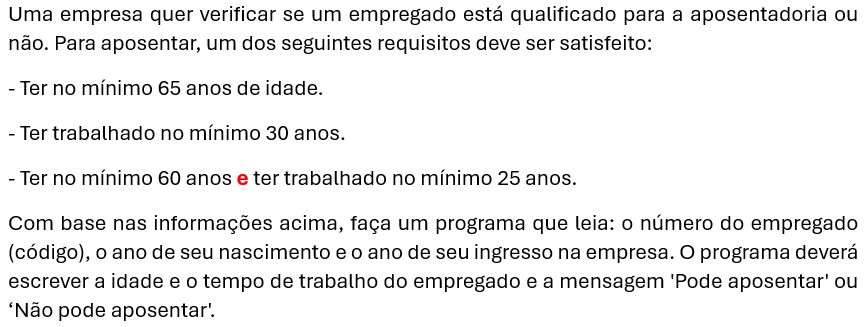 Uma empresa quer verificar se um empregado está qualificado para a aposentadoria ou
não. Para aposentar, um dos seguintes requisitos deve ser satisfeito:
- Ter no mínimo 65 anos de idade.
- Ter trabalhado no mínimo 30 anos.
- Ter no mínimo 60 anos e ter trabalhado no mínimo 25 anos.
Com base nas informações acima, faça um programa que leia: o número do empregado
(código), o ano de seu nascimento e o ano de seu ingresso na empresa. O programa deverá
escrever a idade e o tempo de trabalho do empregado e a mensagem 'Pode aposentar' ou
‘Não pode aposentar'.